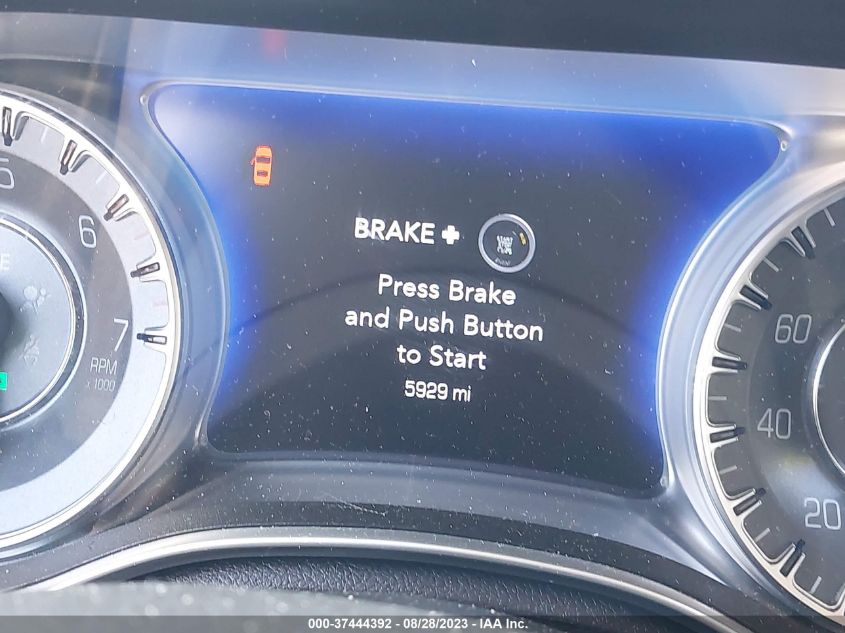 5
6
7
RPM
x 1000
BRAKE +
Press Brake
and Push Button
to Start
5929 mi
60
40
20
000-37444392 / 08/28/2023 - IAA Inc.